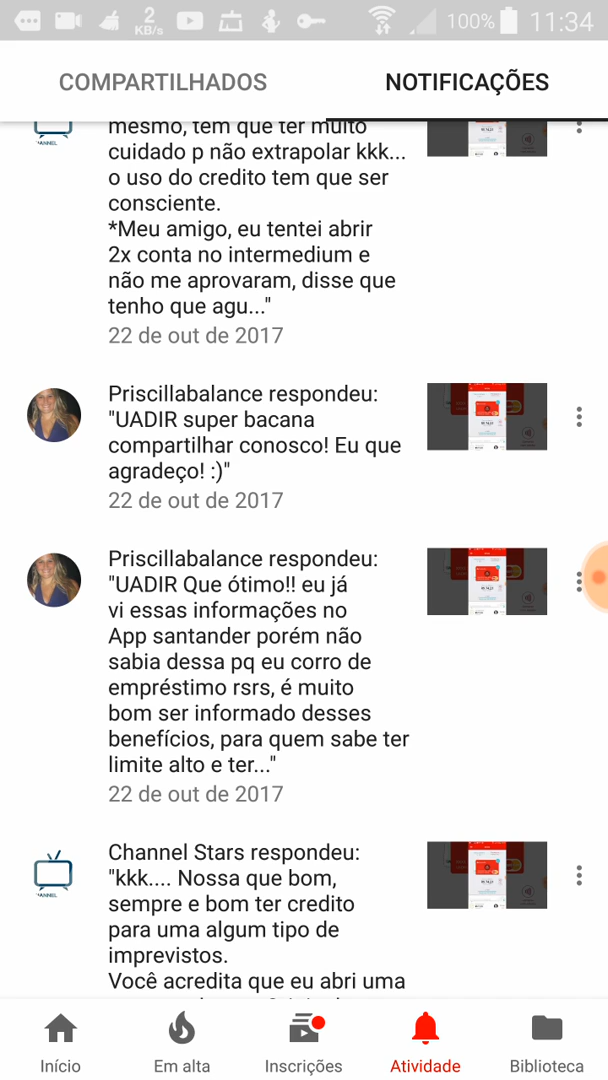 2
KB/s
100%
11:34
COMPARTILHADOS
NOTIFICAÇÕES
mesmo, tem que ter muito
cuidado p não extrapolar kkk...
o uso do credito tem que ser
consciente.
*Meu amigo, eu tentei abrir
2x conta no intermedium e
não me aprovaram, disse que
tenho que agu..."
22 de out de 2017
Priscillabalance respondeu:
"UADIR super bacana
compartilhar conosco! Eu que
agradeço! :)"
22 de out de 2017
Priscillabalance respondeu:
"UADIR Que ótimo!! eu já
vi essas informações no
App santander porém não
sabia dessa pq eu corro de
empréstimo rsrs, é muito
bom ser informado desses
benefícios, para quem sabe ter
limite alto e ter..."
22 de out de 2017
Channel Stars respondeu:
"kkk.... Nossa que bom,
sempre e bom ter credito
para uma algum tipo de
imprevistos.
Você acredita que eu abri uma
Início
Em alta
Inscrições
Atividade
Biblioteca